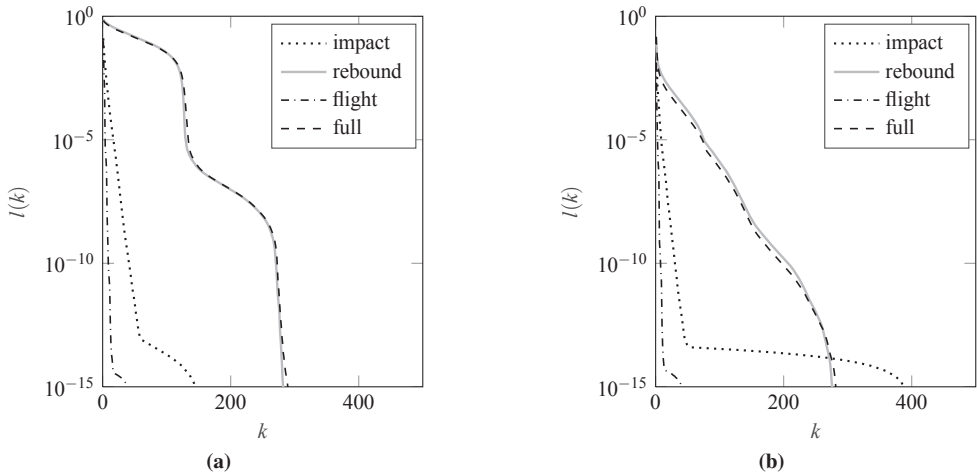 10^0
10^−5
10^−10
10^−15
l(k)
0
200
400
k
impact
rebound
flight
full
(a)
10^0
10^−5
10^−10
10^−15
l(k)
0
200
400
k
impact
rebound
flight
full
(b)